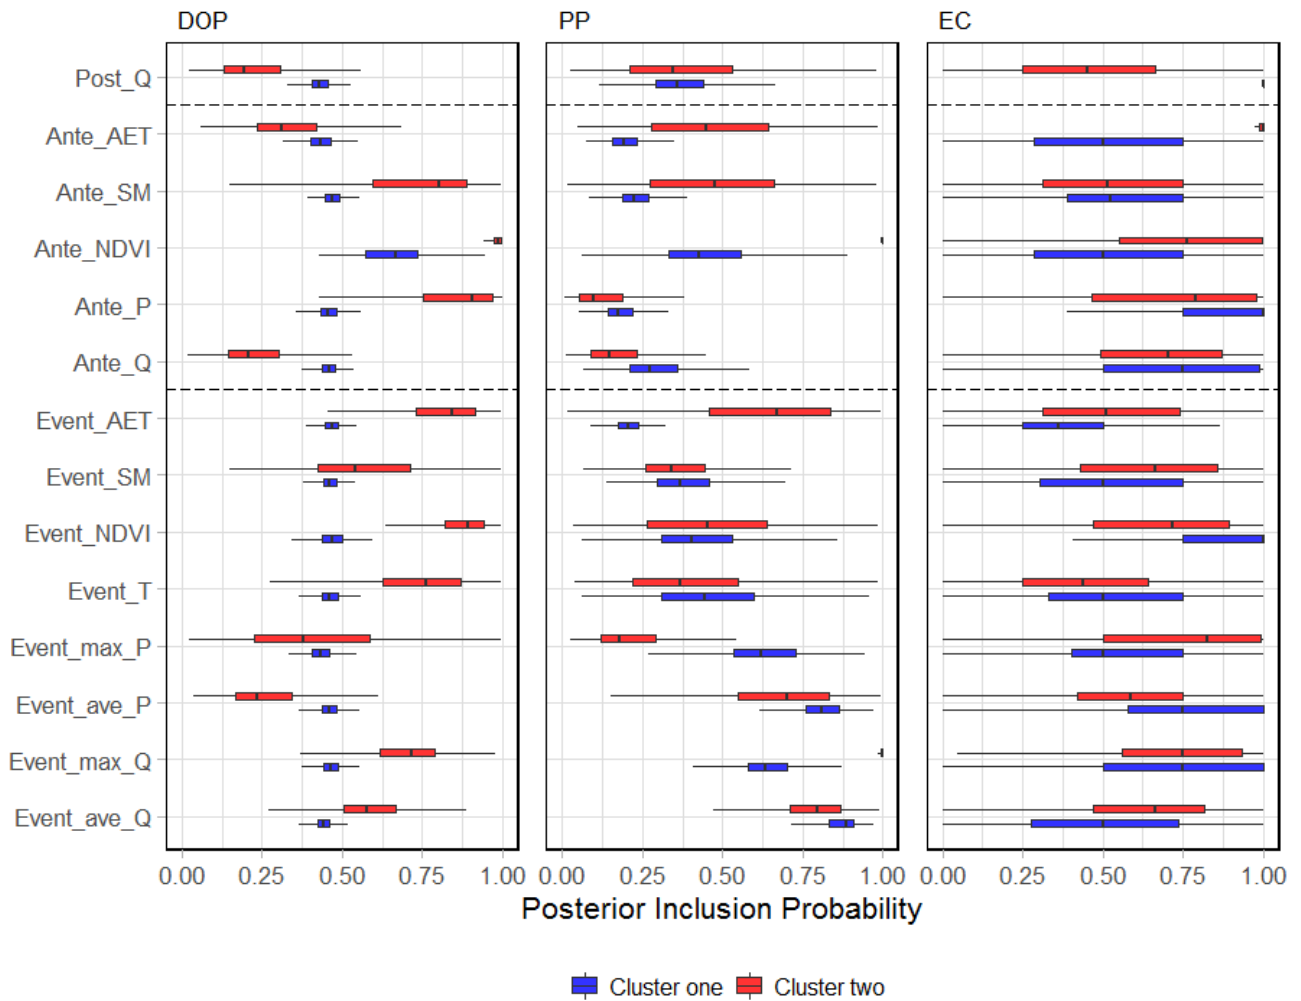 DOP PP EC
Post_Q
Ante_AET
Ante_SM
Ante_NDVI
Ante_P
Ante_Q
Event_AET
Event_SM
Event_NDVI
Event_T
Event_max_P
Event_ave_P
Event_max_Q
Event_ave_Q
0.00 0.25 0.50 0.75 1.00 0.00 0.25 0.50 0.75 1.00 0.00 0.25 0.50 0.75 1.00
Posterior Inclusion Probability
Cluster one Cluster two